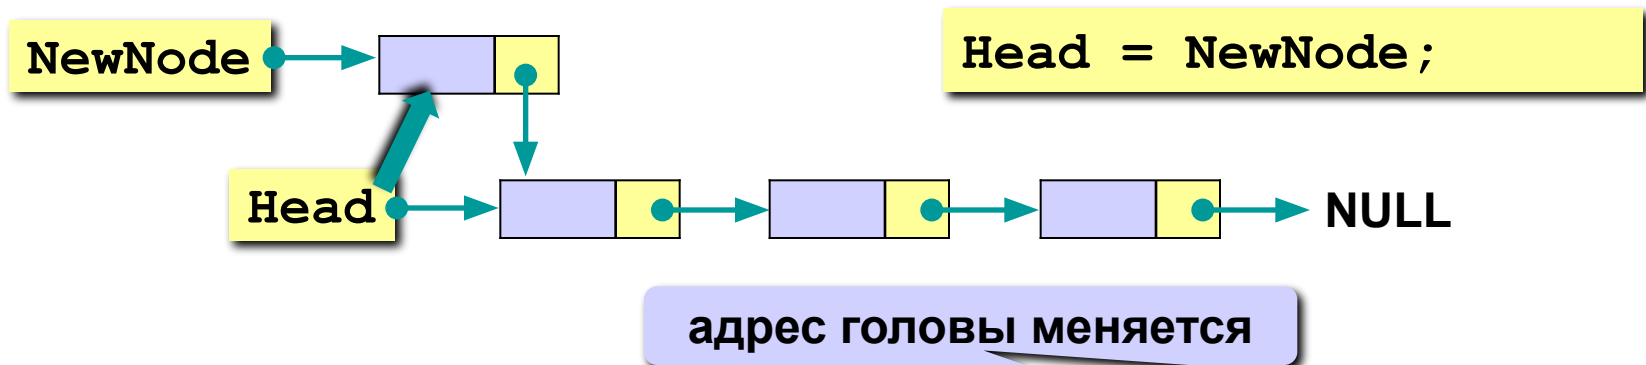 NewNode
Head = NewNode;
Head
NULL
адрес головы меняется